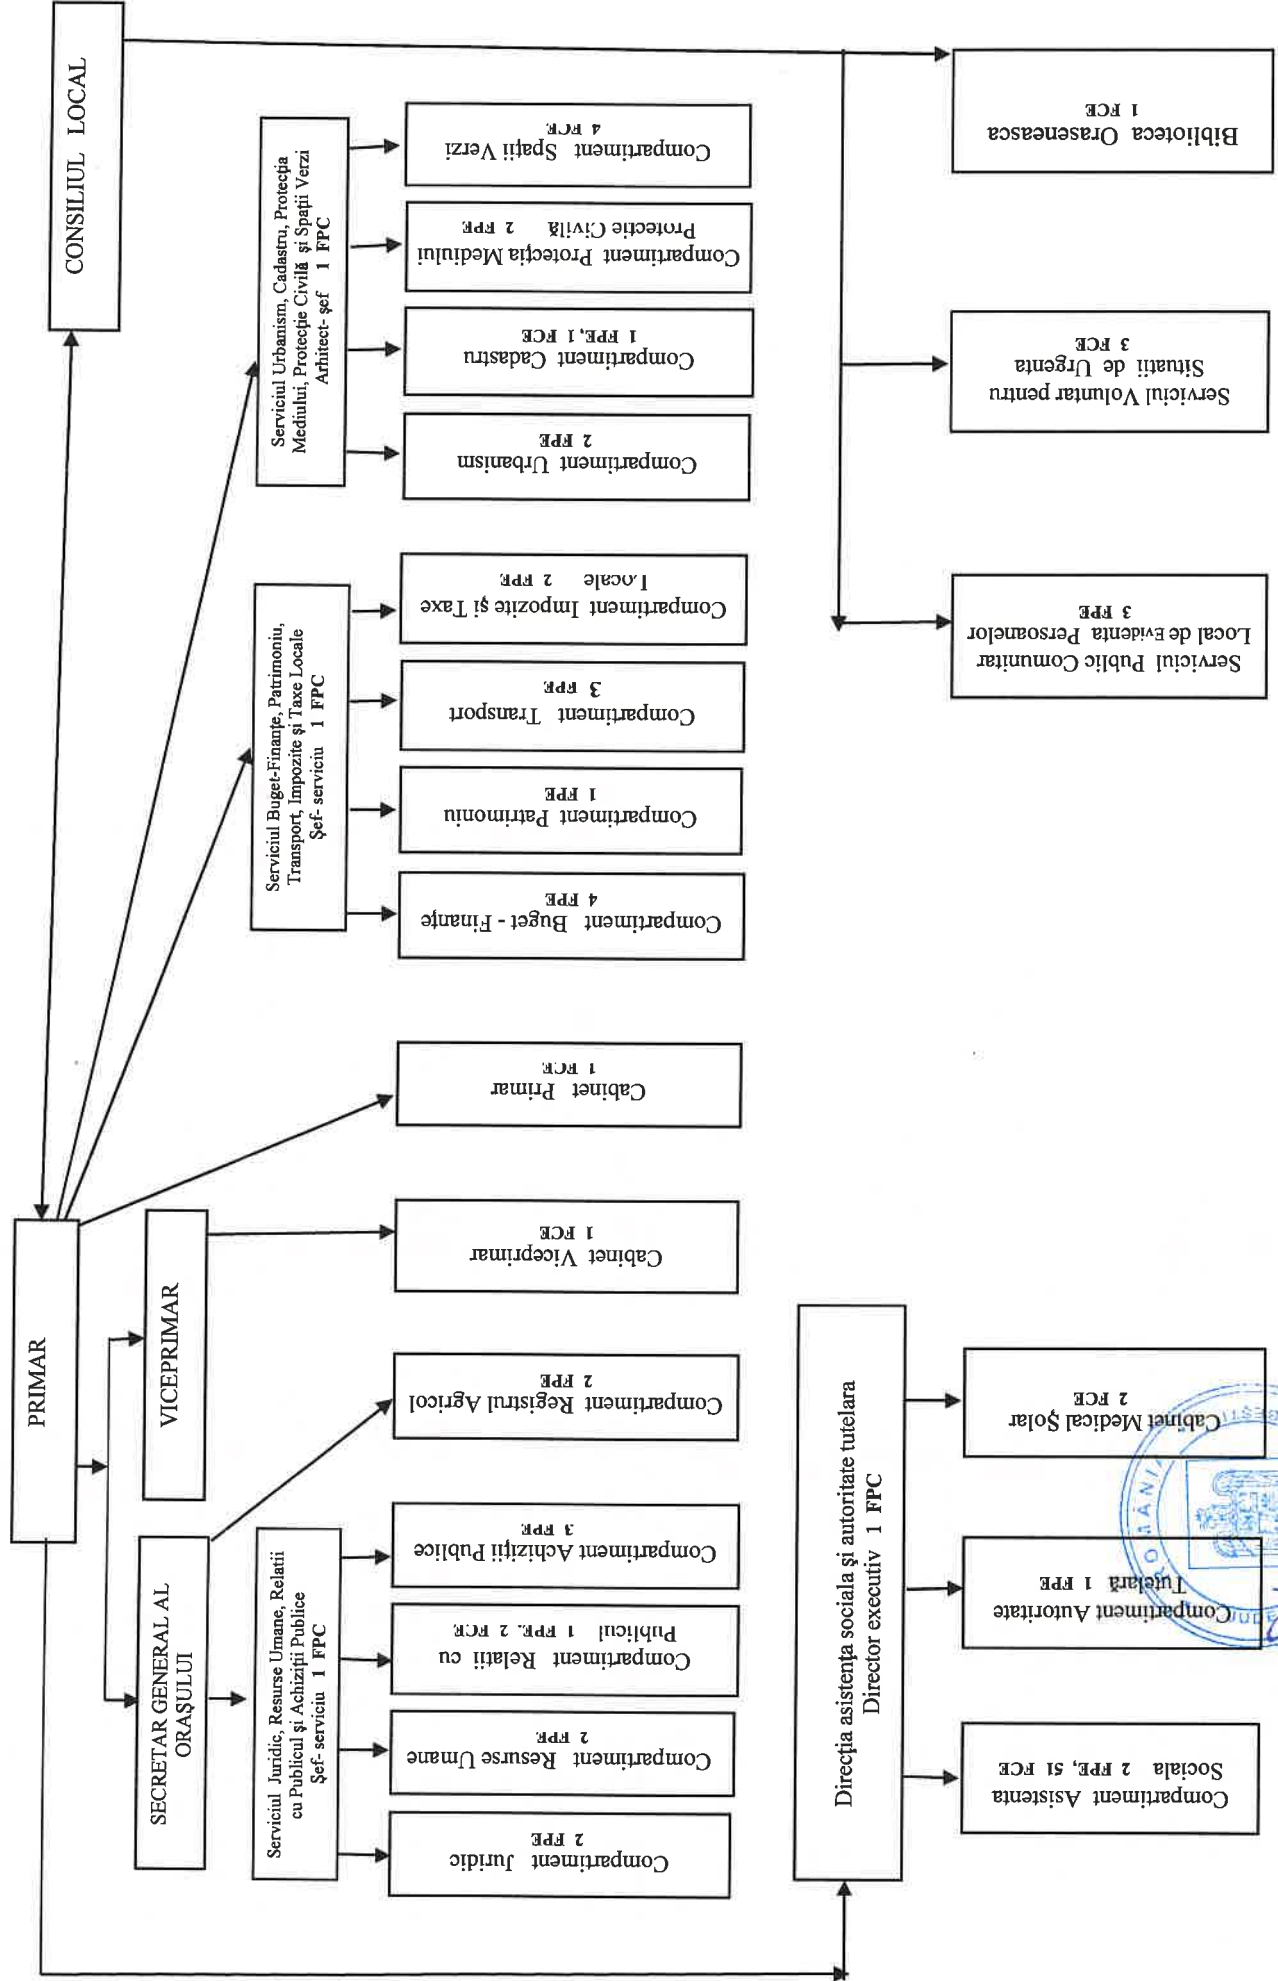 CONSILIUL LOCAL
PRIMAR
VICEPRIMAR
SECRETAR GENERAL AL
ORAŞULUI
Serviciul Juridic, Resurse Umane, Relatii
cu Publicul şi Achiziţii Publice
Şef- serviciu 1 FPC
Compartiment Juridic
2 FPE
Compartiment Resurse Umane
2 FPE
Compartiment Relatii cu
Publicul 1 FPE. 2 FCE
Compartiment Achiziţii Publice
3 FPE
Compartiment Registrul Agricol
2 FPE
Cabinet Viceprimar
1 FCE
Cabinet Primar
1 FCE
Serviciul Buget-Finanţe, Patrimoniu,
Transport, Impozite şi Taxe Locale
Şef- serviciu 1 FPC
Compartiment Buget - Finanţe
4 FPE
Compartiment Patrimoniu
1 FPE
Compartiment Transport
3 FPE
Compartiment Impozite şi Taxe
Locale 2 FPE
Serviciul Urbanism, Cadastru, Protecţia
Mediului, Protecţie Civilă şi Spaţii Verzi
Arhitect- şef 1 FPC
Compartiment Urbanism
2 FPE
Compartiment Cadastru
1 FPE, 1 FCE
Compartiment Protecţia Mediului
Protectie Civilă 2 FPE
Compartiment Spaţii Verzi
4 FCE
Direcţia asistenţa sociala şi autoritate tutelara
Director executiv 1 FPC
Compartiment Asistenta
Sociala 2 FPE, 51 FCE
Compartiment Autoritate
Tutelară 1 FPE
Cabinet Medical Şolar
2 FCE
Serviciul Public Comunitar
Local de Evidenta Persoanelor
3 FPE
Serviciul Voluntar pentru
Situatii de Urgenta
3 FCE
Biblioteca Oraseneasca
1 FCE
ROMÂNIA